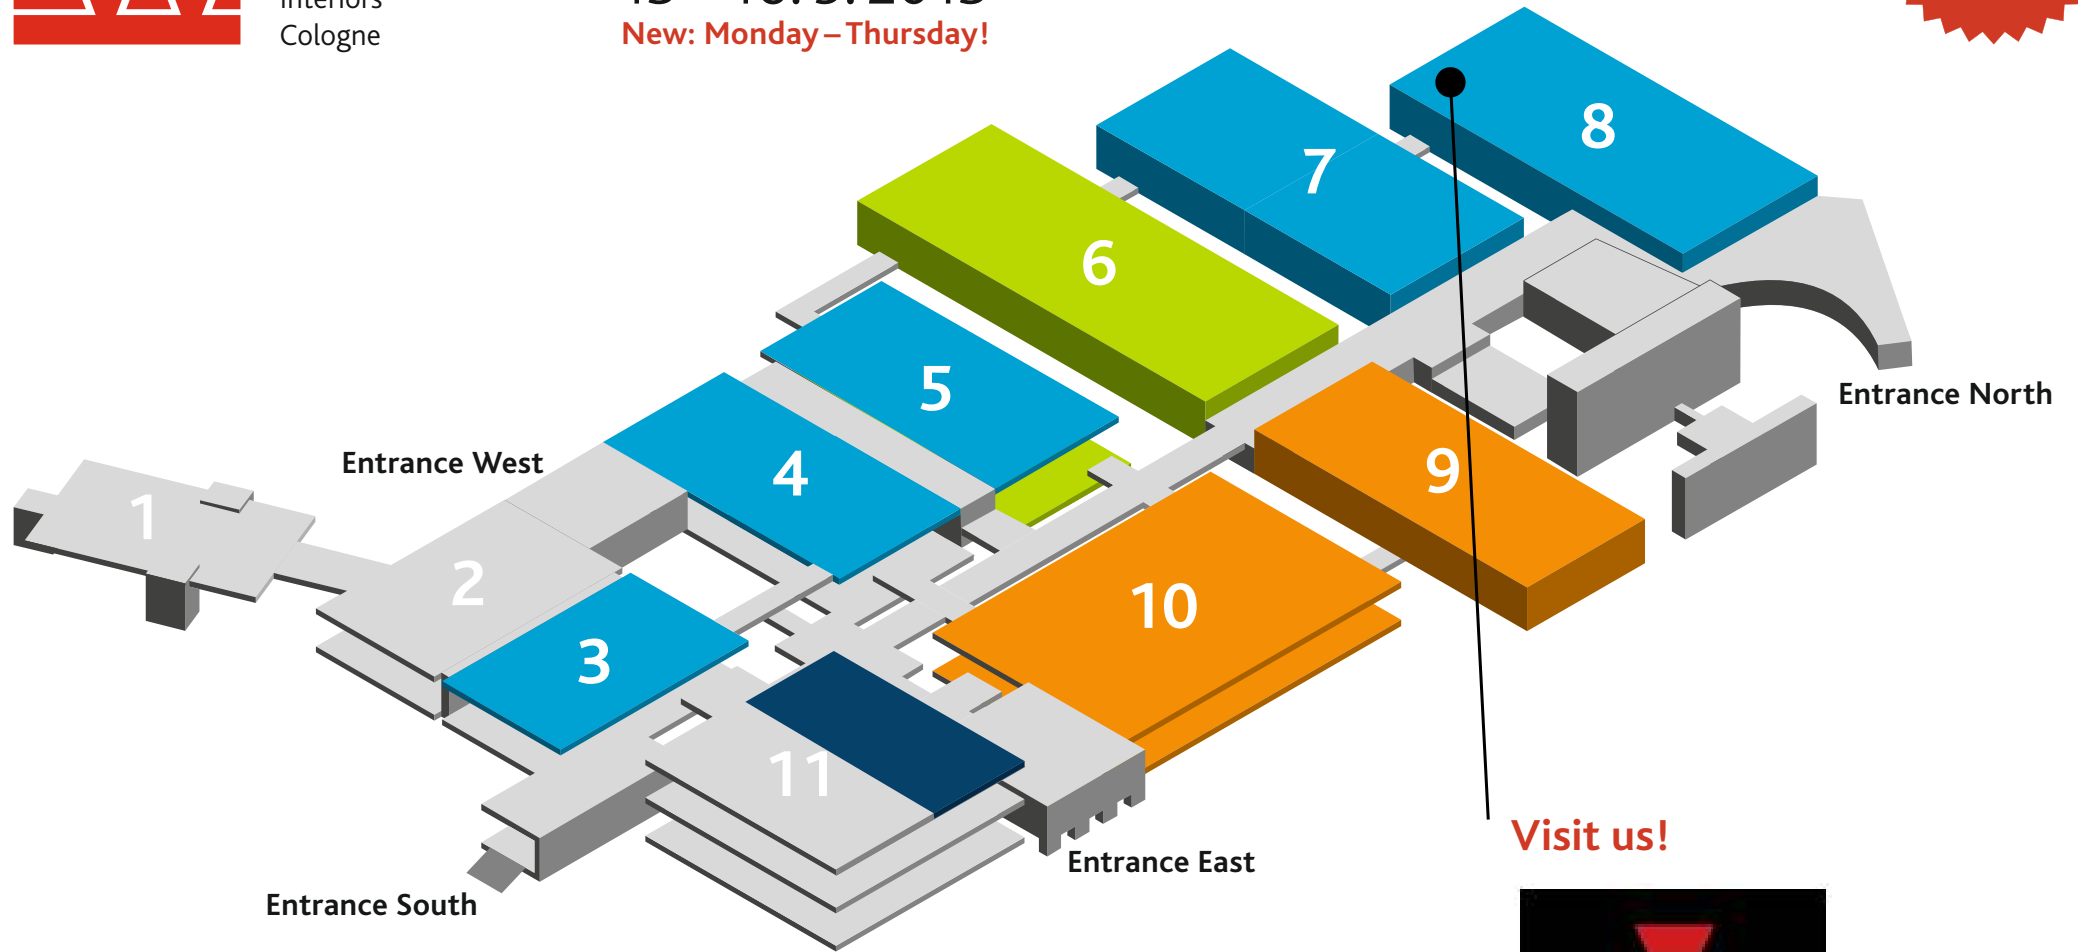 Interiors
Cologne
New: Monday – Thursday!
8
7
6
5
Entrance North
9
Entrance West
4
1
2
10
3
11
Visit us!
Entrance East
Entrance South